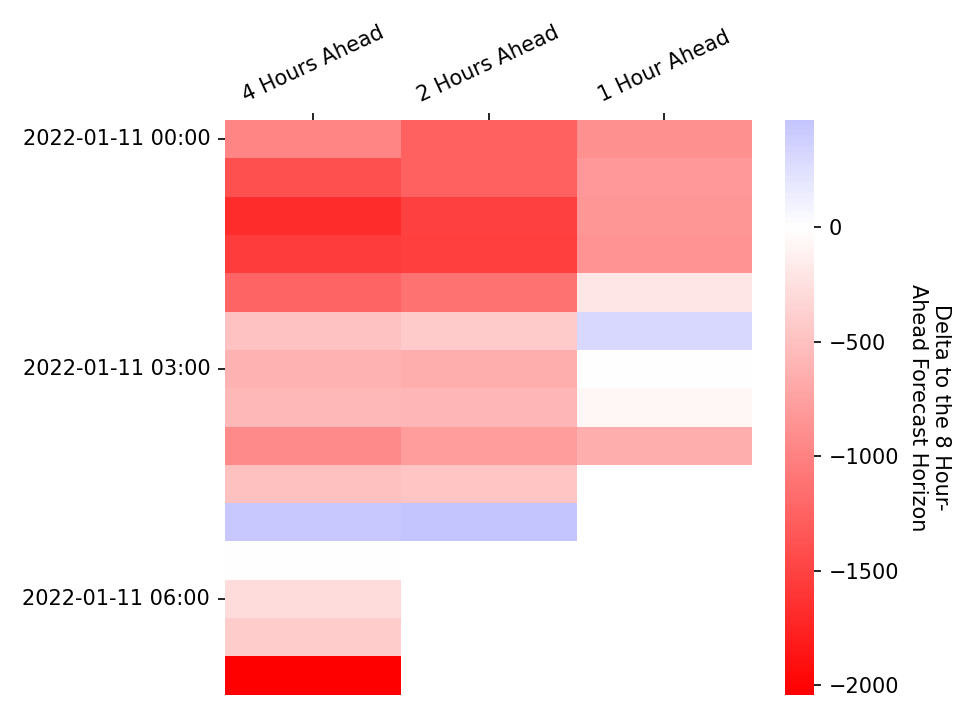 4 Hours Ahead
2 Hours Ahead
1 Hour Ahead
2022-01-11 00:00
2022-01-11 03:00
2022-01-11 06:00
0
−500
−1000
−1500
−2000
Delta to the 8 Hour-
Ahead Forecast Horizon